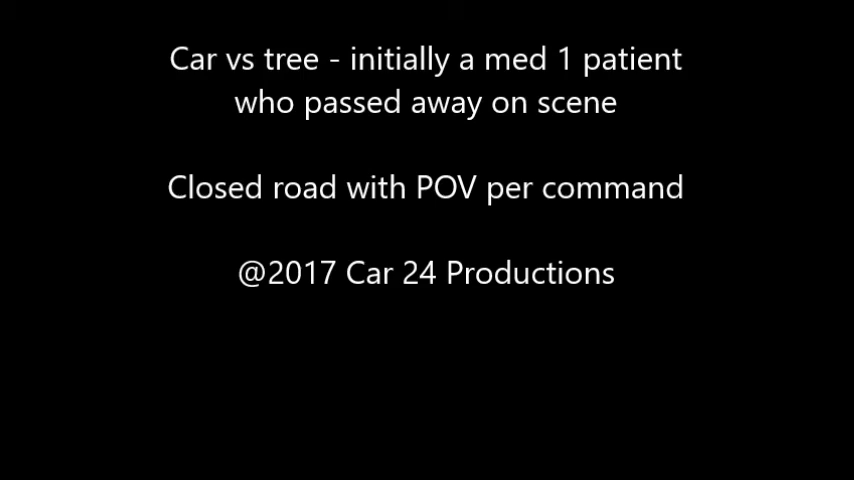 Car vs tree - initially a med 1 patient
who passed away on scene
Closed road with POV per command
@2017 Car 24 Productions